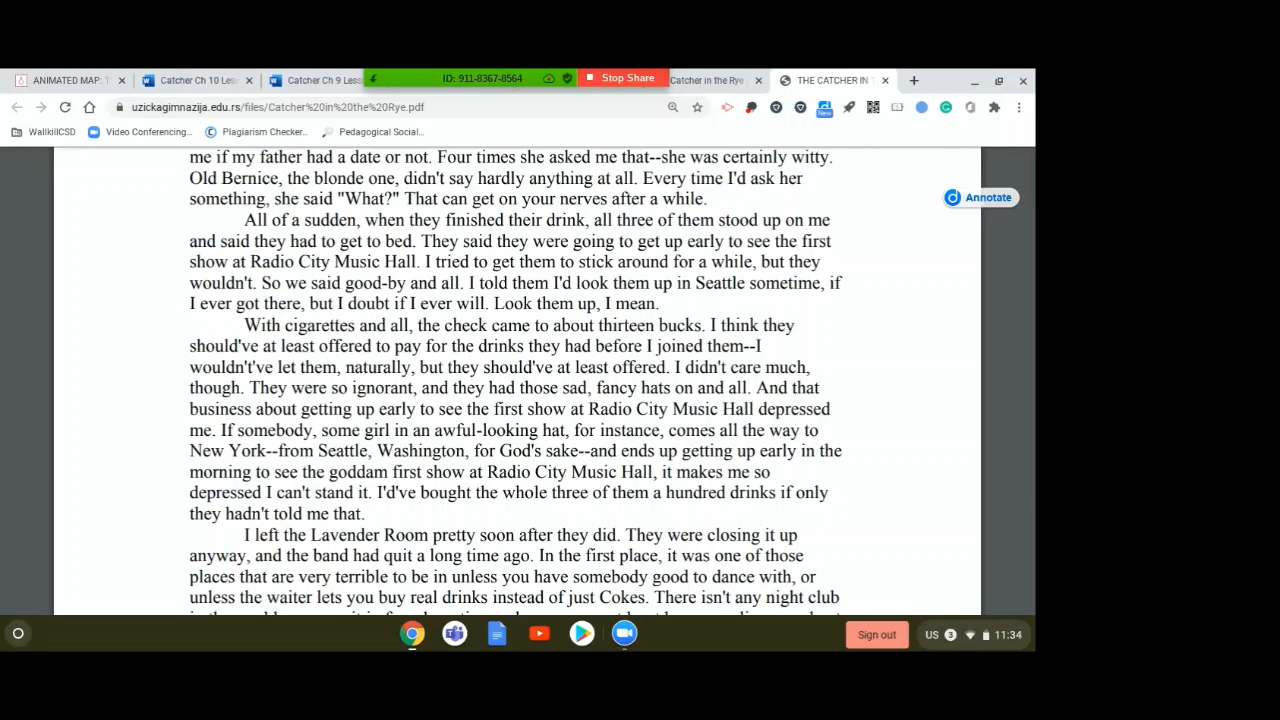 ANIMATED MAP: T
Catcher Ch 10 Les
Catcher Ch 9 Less
ID: 911-8367-8564
Stop Share
Catcher in the Rye
THE CATCHER IN T
uzickagimnazija.edu.rs/files/Catcher%20in%20the%20Rye.pdf
New
WallkillCSD
Video Conferencing...
Plagiarism Checker...
Pedagogical Social...
Annotate
me if my father had a date or not. Four times she asked me that--she was certainly witty.
Old Bernice, the blonde one, didn't say hardly anything at all. Every time I'd ask her
something, she said "What?" That can get on your nerves after a while.
All of a sudden, when they finished their drink, all three of them stood up on me
and said they had to get to bed. They said they were going to get up early to see the first
show at Radio City Music Hall. I tried to get them to stick around for a while, but they
wouldn't. So we said good-by and all. I told them I'd look them up in Seattle sometime, if
I ever got there, but I doubt if I ever will. Look them up, I mean.
With cigarettes and all, the check came to about thirteen bucks. I think they
should've at least offered to pay for the drinks they had before I joined them--I
wouldn't've let them, naturally, but they should've at least offered. I didn't care much,
though. They were so ignorant, and they had those sad, fancy hats on and all. And that
business about getting up early to see the first show at Radio City Music Hall depressed
me. If somebody, some girl in an awful-looking hat, for instance, comes all the way to
New York--from Seattle, Washington, for God's sake--and ends up getting up early in the
morning to see the goddam first show at Radio City Music Hall, it makes me so
depressed I can't stand it. I'd've bought the whole three of them a hundred drinks if only
they hadn't told me that.
I left the Lavender Room pretty soon after they did. They were closing it up
anyway, and the band had quit a long time ago. In the first place, it was one of those
places that are very terrible to be in unless you have somebody good to dance with, or
unless the waiter lets you buy real drinks instead of just Cokes. There isn't any night club
Sign out
US
3
11:34